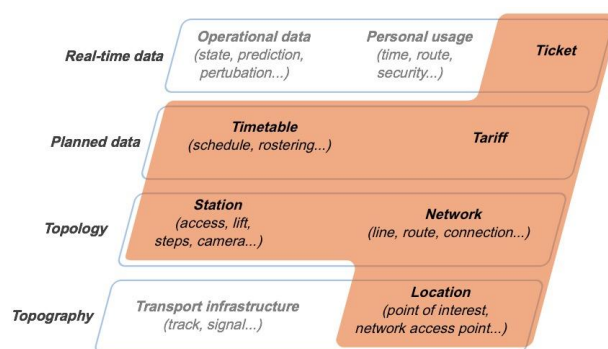 Real-time data
Operational data
(state, prediction,
pertubation...)
Personal usage
(time, route,
security...)
Ticket
Planned data
Timetable
(schedule, rostering...)
Tariff
Topology
Station
(access, lift,
steps, camera...)
Network
(line, route, connection...)
Topography
Transport infrastructure
(track, signal...)
Location
(point of interest,
network access point...)